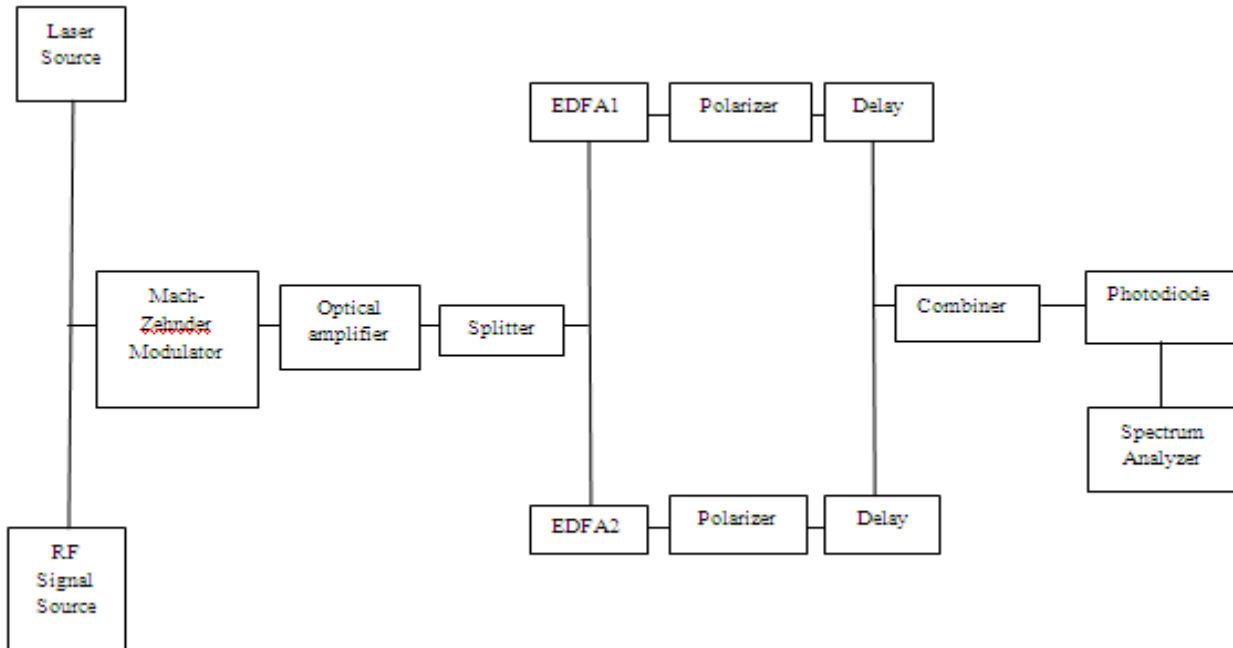 Laser
Source
EDFA1
Polarizer
Delay
Mach-
Zehnder
Modulator
Optical
amplifier
Splitter
Combiner
Photodiode
Spectrum
Analyzer
EDFA2
Polarizer
Delay
RF
Signal
Source